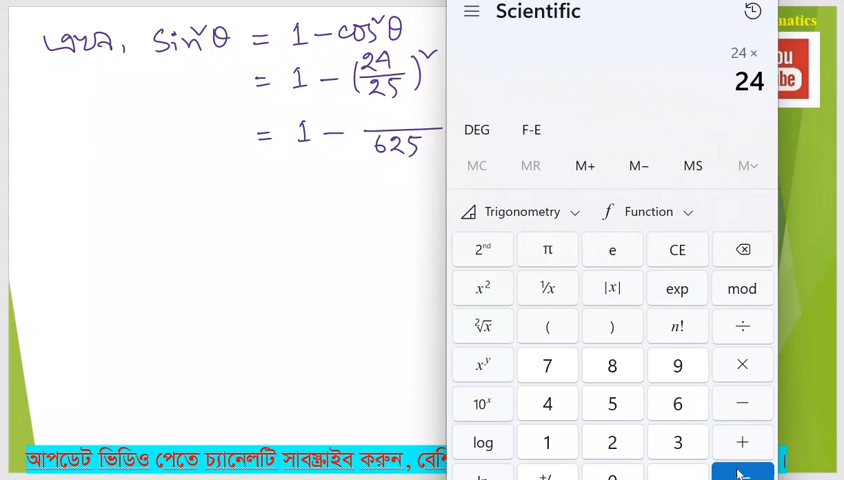 এখন, Sin²θ = 1 - cos²θ
= 1 - (24/25)²
= 1 - /625
Scientific
24 ×
24
DEG F-E
MC MR M+ M- MS M
Trigonometry f Function
2nd π e CE
x² 1/x |x| exp mod
²√x ( ) n! ÷
xʸ 7 8 9 ×
10ˣ 4 5 6 −
log 1 2 3 +
আপডেট ভিডিও পেতে চ্যানেলটি সাবস্ক্রাইব করুন,